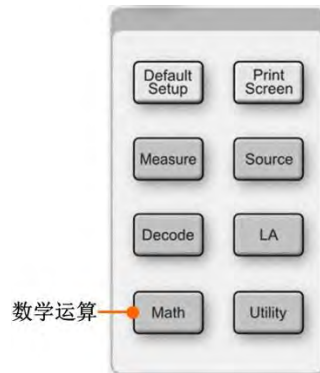 Default
Setup
Print
Screen
Measure
Source
Decode
LA
数学运算
Math
Utility